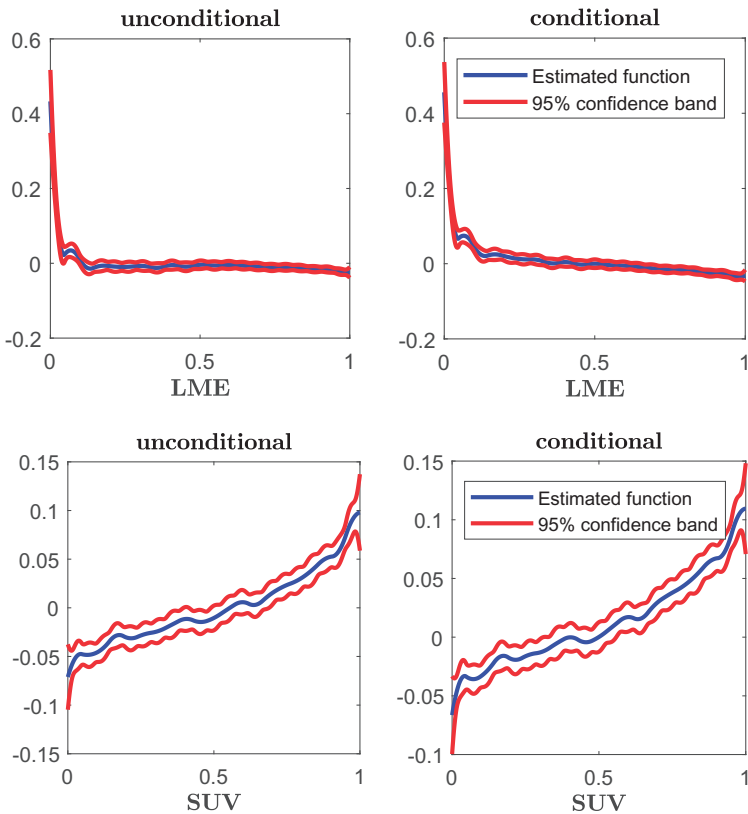 unconditional
0.6
0.4
0.2
0
-0.2
0
0.5
1
LME
conditional
Estimated function
95% confidence band
0.6
0.4
0.2
0
-0.2
0
0.5
1
LME
unconditional
0.15
0.1
0.05
0
-0.05
-0.1
-0.15
0
0.5
1
SUV
conditional
Estimated function
95% confidence band
0.15
0.1
0.05
0
-0.05
-0.1
0
0.5
1
SUV